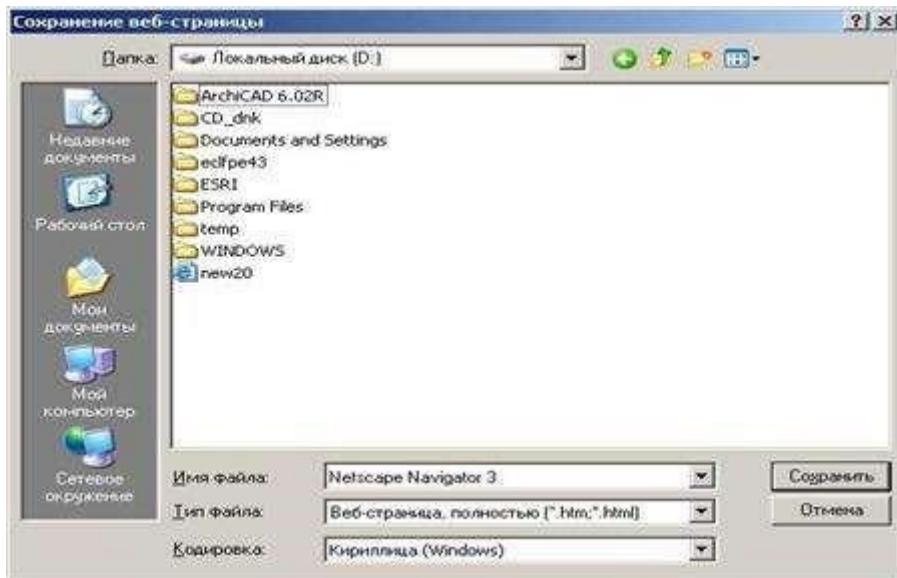 Сохранение веб-страницы
Папка: Локальный диск (D:)
Недавние
документы
Рабочий стол
Мои
документы
Мой
компьютер
Сетевое
окружение
ArchiCAD 6.02R
CD_dnk
Documents and Settings
eclfpe43
ESRI
Program Files
temp
WINDOWS
new20
Имя файла: Netscape Navigator 3 Сохранить
Тип файла: Веб-страница, полностью (*.htm;*.html) Отмена
Кодировка: Кириллица (Windows)